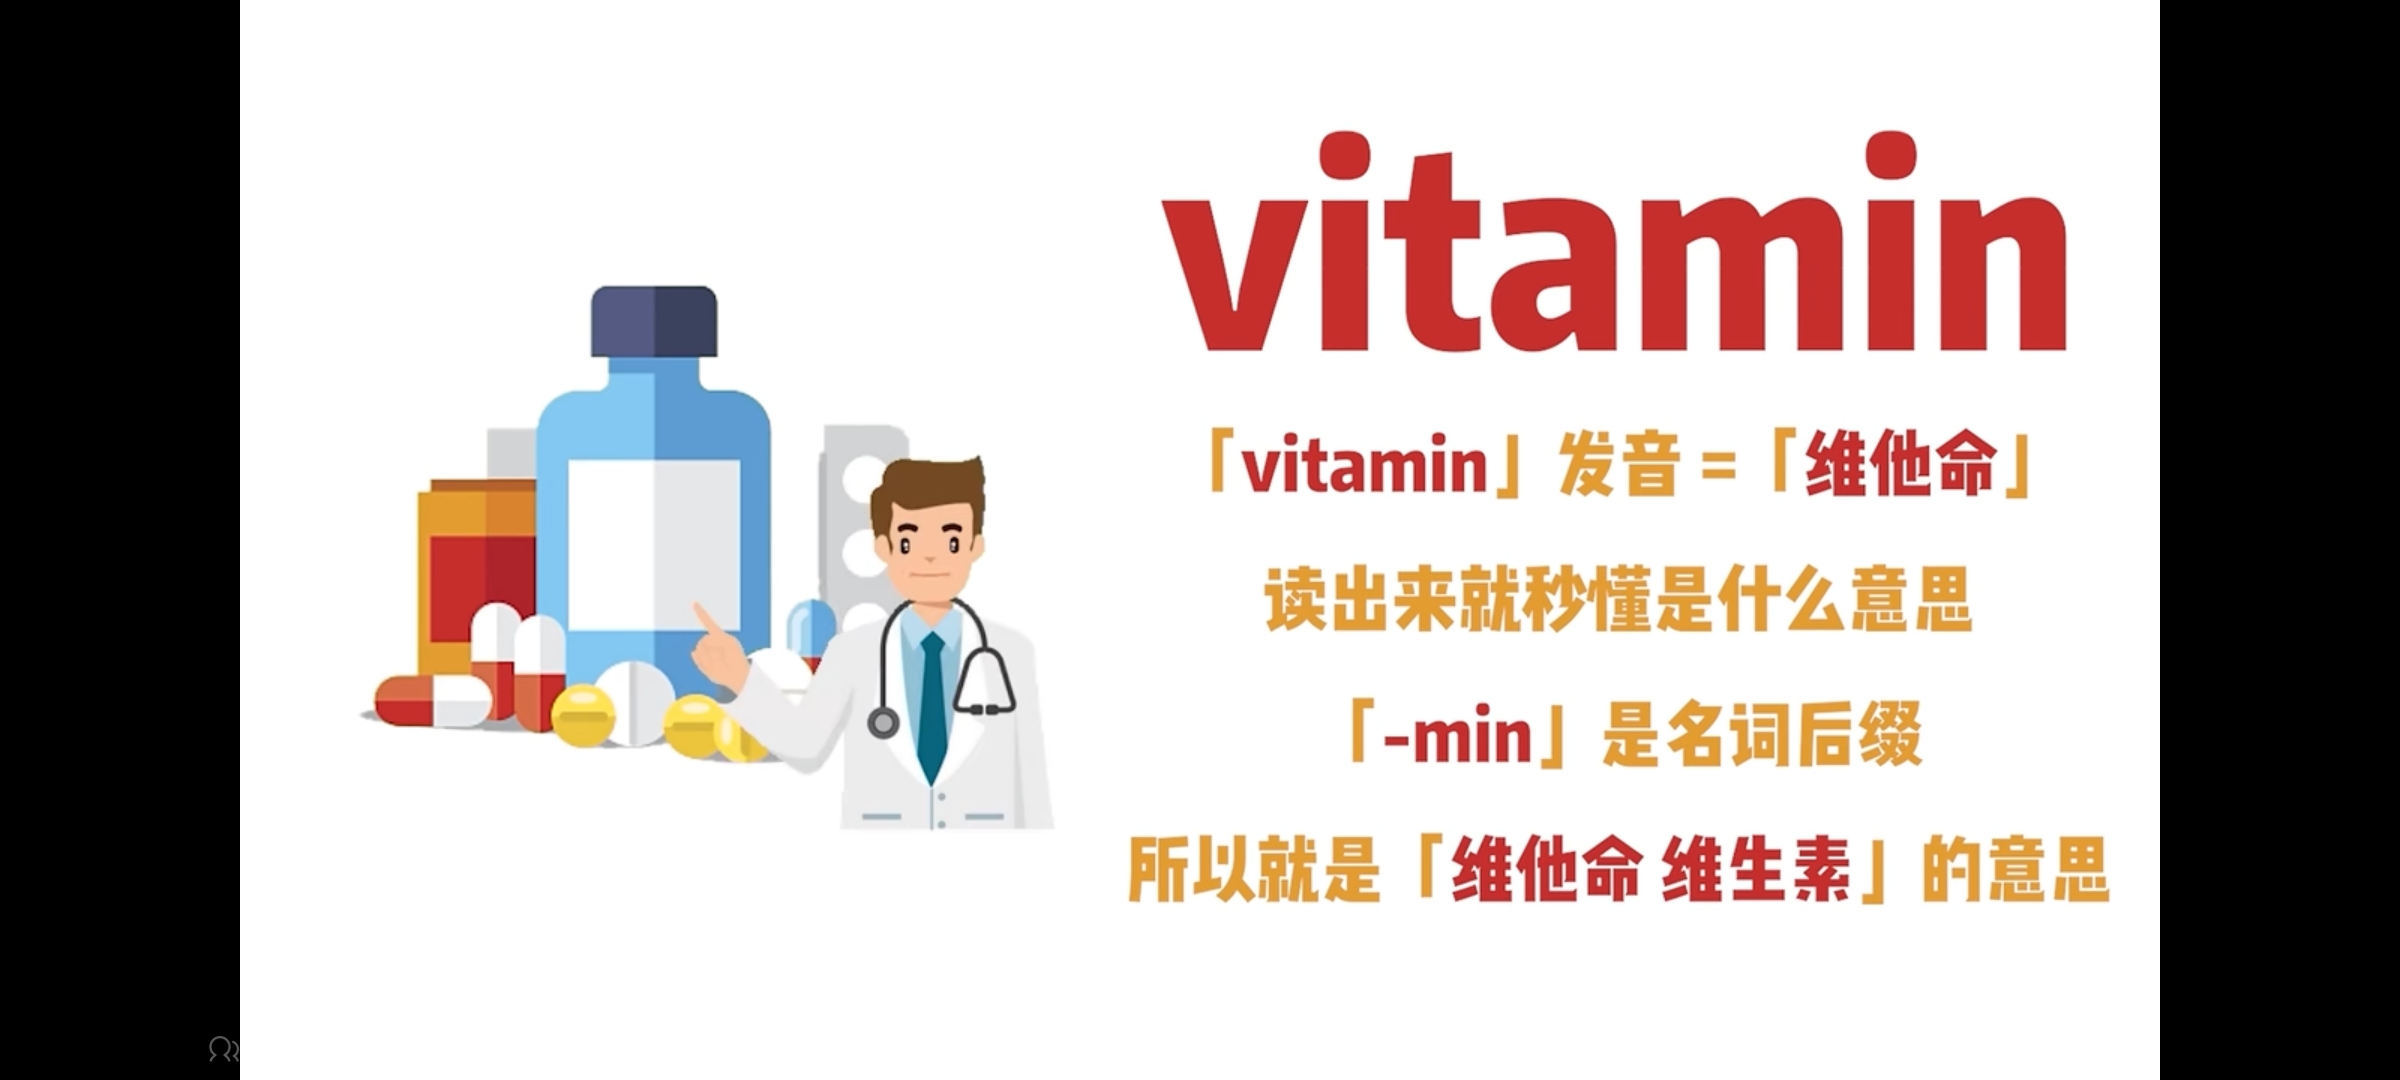 vitamin
「vitamin」发音=「维他命」
读出来就秒懂是什么意思
「-min」是名词后缀
所以就是「维他命 维生素」的意思